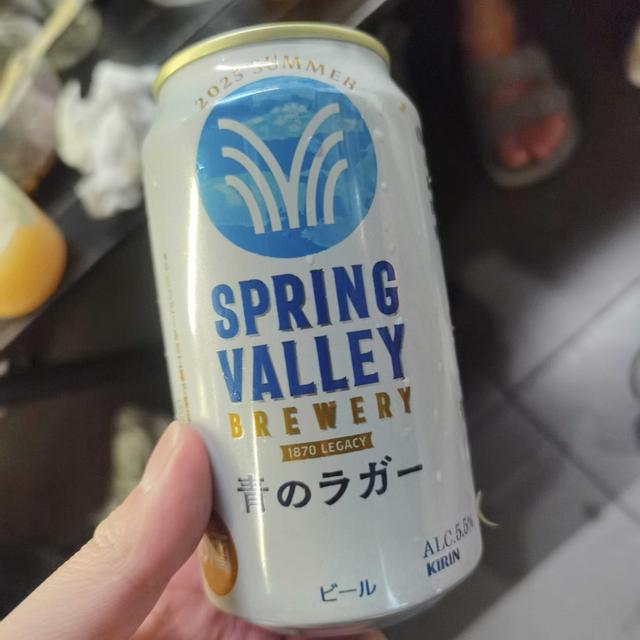 2025 SUMMER
SPRING
VALLEY
BREWERY
1870 LEGACY
青のラガー
ALC.5.5%
KIRIN
ビール